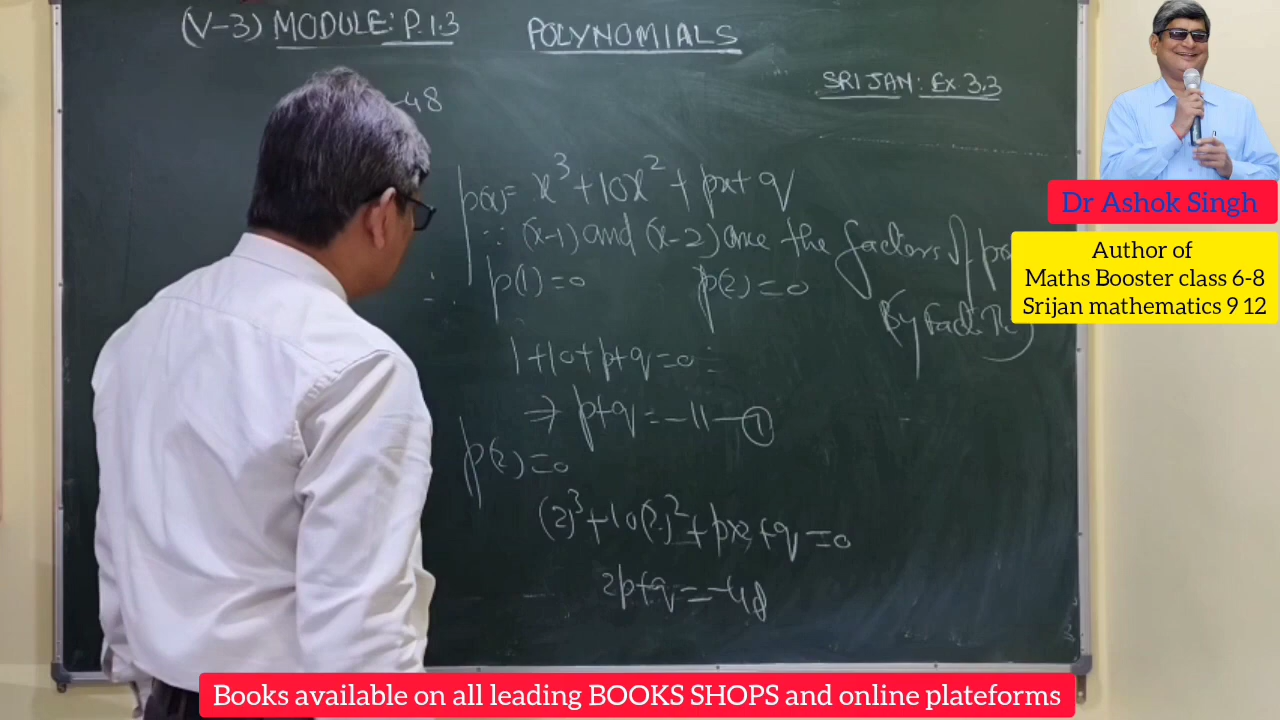 (V-3) MODULE: P.1.3
POLYNOMIALS
SRIJAN: Ex 3.3
-48
p(x)= x³+10x²+px+q
∵ (x-1) and (x-2) are the factors of
∴ p(1)=0 p(2)=0
By Factor
1+10+p+q=0
⇒ p+q=-11 — ①
p(2)=0
(2)³+10(2)²+px2+q=0
2p+q=-48
Dr Ashok Singh
Author of
Maths Booster class 6-8
Srijan mathematics 9 12
Books available on all leading BOOKS SHOPS and online plateforms